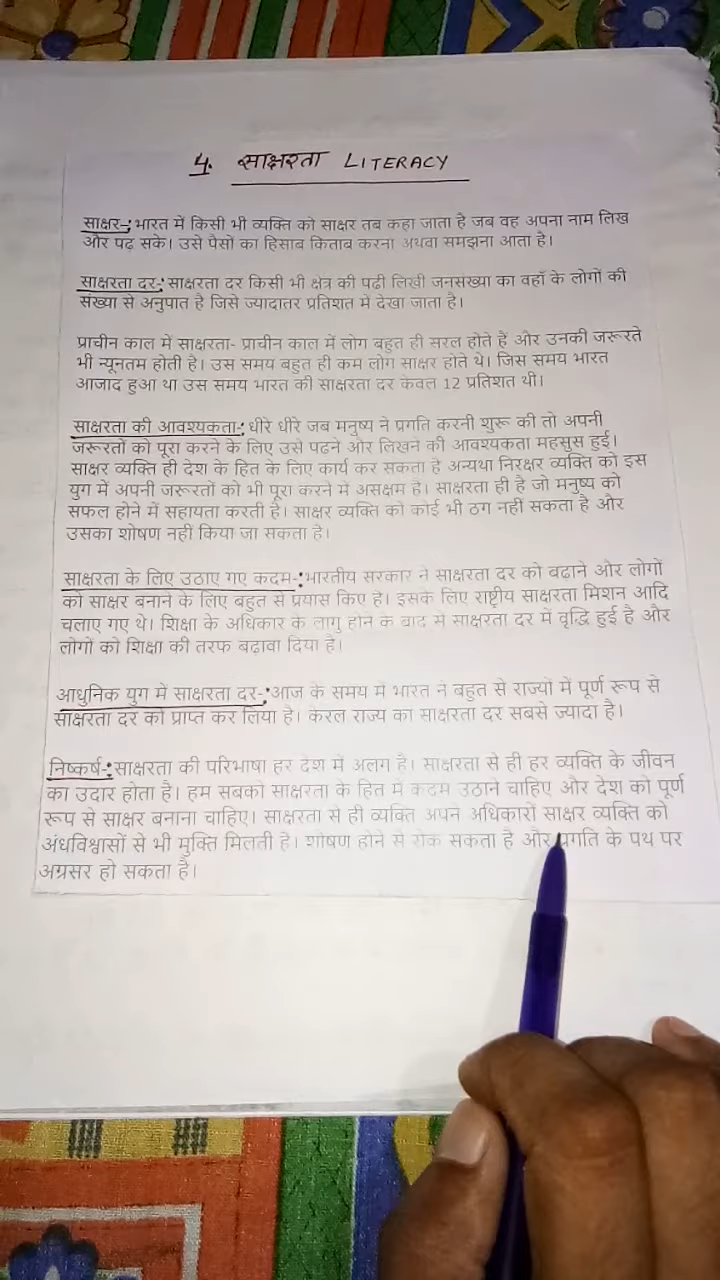 4. साक्षरता LITERACY
साक्षर-: भारत में किसी भी व्यक्ति को साक्षर तब कहा जाता है जब वह अपना नाम लिख
और पढ़ सके। उसे पैसों का हिसाब किताब करना अथवा समझना आता है।
साक्षरता दर-: साक्षरता दर किसी भी क्षेत्र की पढी लिखी जनसंख्या का वहाँ के लोगों की
संख्या से अनुपात है जिसे ज्यादातर प्रतिशत में देखा जाता है।
प्राचीन काल में साक्षरता- प्राचीन काल में लोग बहुत ही सरल होते हैं और उनकी जरूरते
भी न्यूनतम होती है। उस समय बहुत ही कम लोग साक्षर होते थे। जिस समय भारत
आजाद हुआ था उस समय भारत की साक्षरता दर केवल 12 प्रतिशत थी।
साक्षरता की आवश्यकता-: धीरे धीरे जब मनुष्य ने प्रगति करनी शुरू की तो अपनी
जरूरतों को पूरा करने के लिए उसे पढने और लिखने की आवश्यकता महसुस हुई।
साक्षर व्यक्ति ही देश के हित के लिए कार्य कर सकता है अन्यथा निरक्षर व्यक्ति को इस
युग में अपनी जरूरतों को भी पूरा करने में असक्षम है। साक्षरता ही है जो मनुष्य को
सफल होने में सहायता करती है। साक्षर व्यक्ति को कोई भी ठग नहीं सकता है और
उसका शोषण नहीं किया जा सकता है।
साक्षरता के लिए उठाए गए कदम-: भारतीय सरकार ने साक्षरता दर को बढाने और लोगों
को साक्षर बनाने के लिए बहुत से प्रयास किए है। इसके लिए राष्ट्रीय साक्षरता मिशन आदि
चलाए गए थे। शिक्षा के अधिकार के लागु होने के बाद से साक्षरता दर में वृद्धि हुई है और
लोगों को शिक्षा की तरफ बढ़ावा दिया है।
आधुनिक युग में साक्षरता दर-: आज के समय में भारत ने बहुत से राज्यों में पूर्ण रूप से
साक्षरता दर को प्राप्त कर लिया है। केरल राज्य का साक्षरता दर सबसे ज्यादा है।
निष्कर्ष-: साक्षरता की परिभाषा हर देश में अलग है। साक्षरता से ही हर व्यक्ति के जीवन
का उदार होता है। हम सबको साक्षरता के हित में कदम उठाने चाहिए और देश को पूर्ण
रूप से साक्षर बनाना चाहिए। साक्षरता से ही व्यक्ति अपने अधिकारों साक्षर व्यक्ति को
अंधविश्वासों से भी मुक्ति मिलती है। शोषण होने से रोक सकता है और प्रगति के पथ पर
अग्रसर हो सकता है।